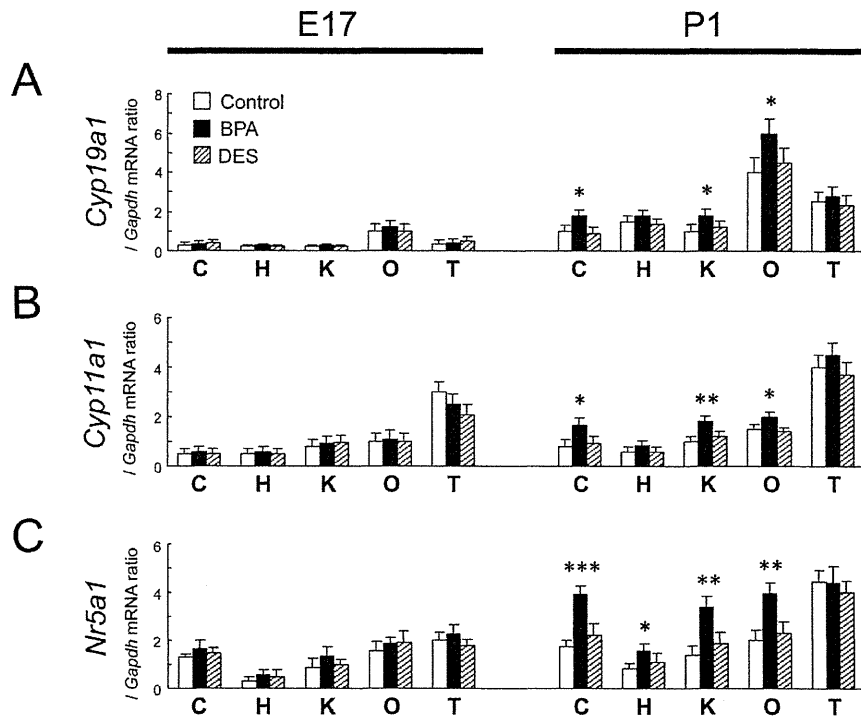 E17 P1
A
Cyp19a1
/ Gapdh mRNA ratio
8
6
4
2
0
Control
BPA
DES
* * *
C H K O T C H K O T
B
Cyp11a1
/ Gapdh mRNA ratio
6
4
2
0
* ** *
C H K O T C H K O T
C
Nr5a1
/ Gapdh mRNA ratio
6
4
2
0
*** * ** **
C H K O T C H K O T